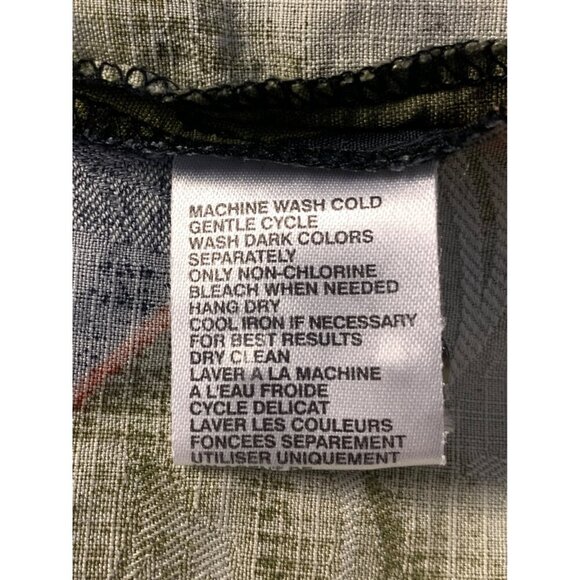 MACHINE WASH COLD
GENTLE CYCLE
WASH DARK COLORS
SEPARATELY
ONLY NON-CHLORINE
BLEACH WHEN NEEDED
HANG DRY
COOL IRON IF NECESSARY
FOR BEST RESULTS
DRY CLEAN
LAVER A LA MACHINE
A L'EAU FROIDE
CYCLE DELICAT
LAVER LES COULEURS
FONCEES SEPAREMENT
UTILISER UNIQUEMENT